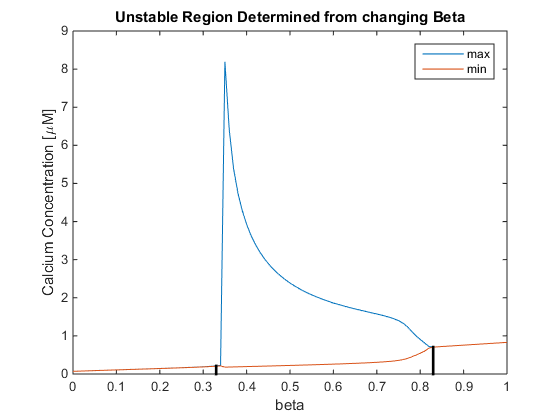 Unstable Region Determined from changing Beta
max
min
Calcium Concentration [μM]
9
8
7
6
5
4
3
2
1
0
0 0.1 0.2 0.3 0.4 0.5 0.6 0.7 0.8 0.9 1
beta